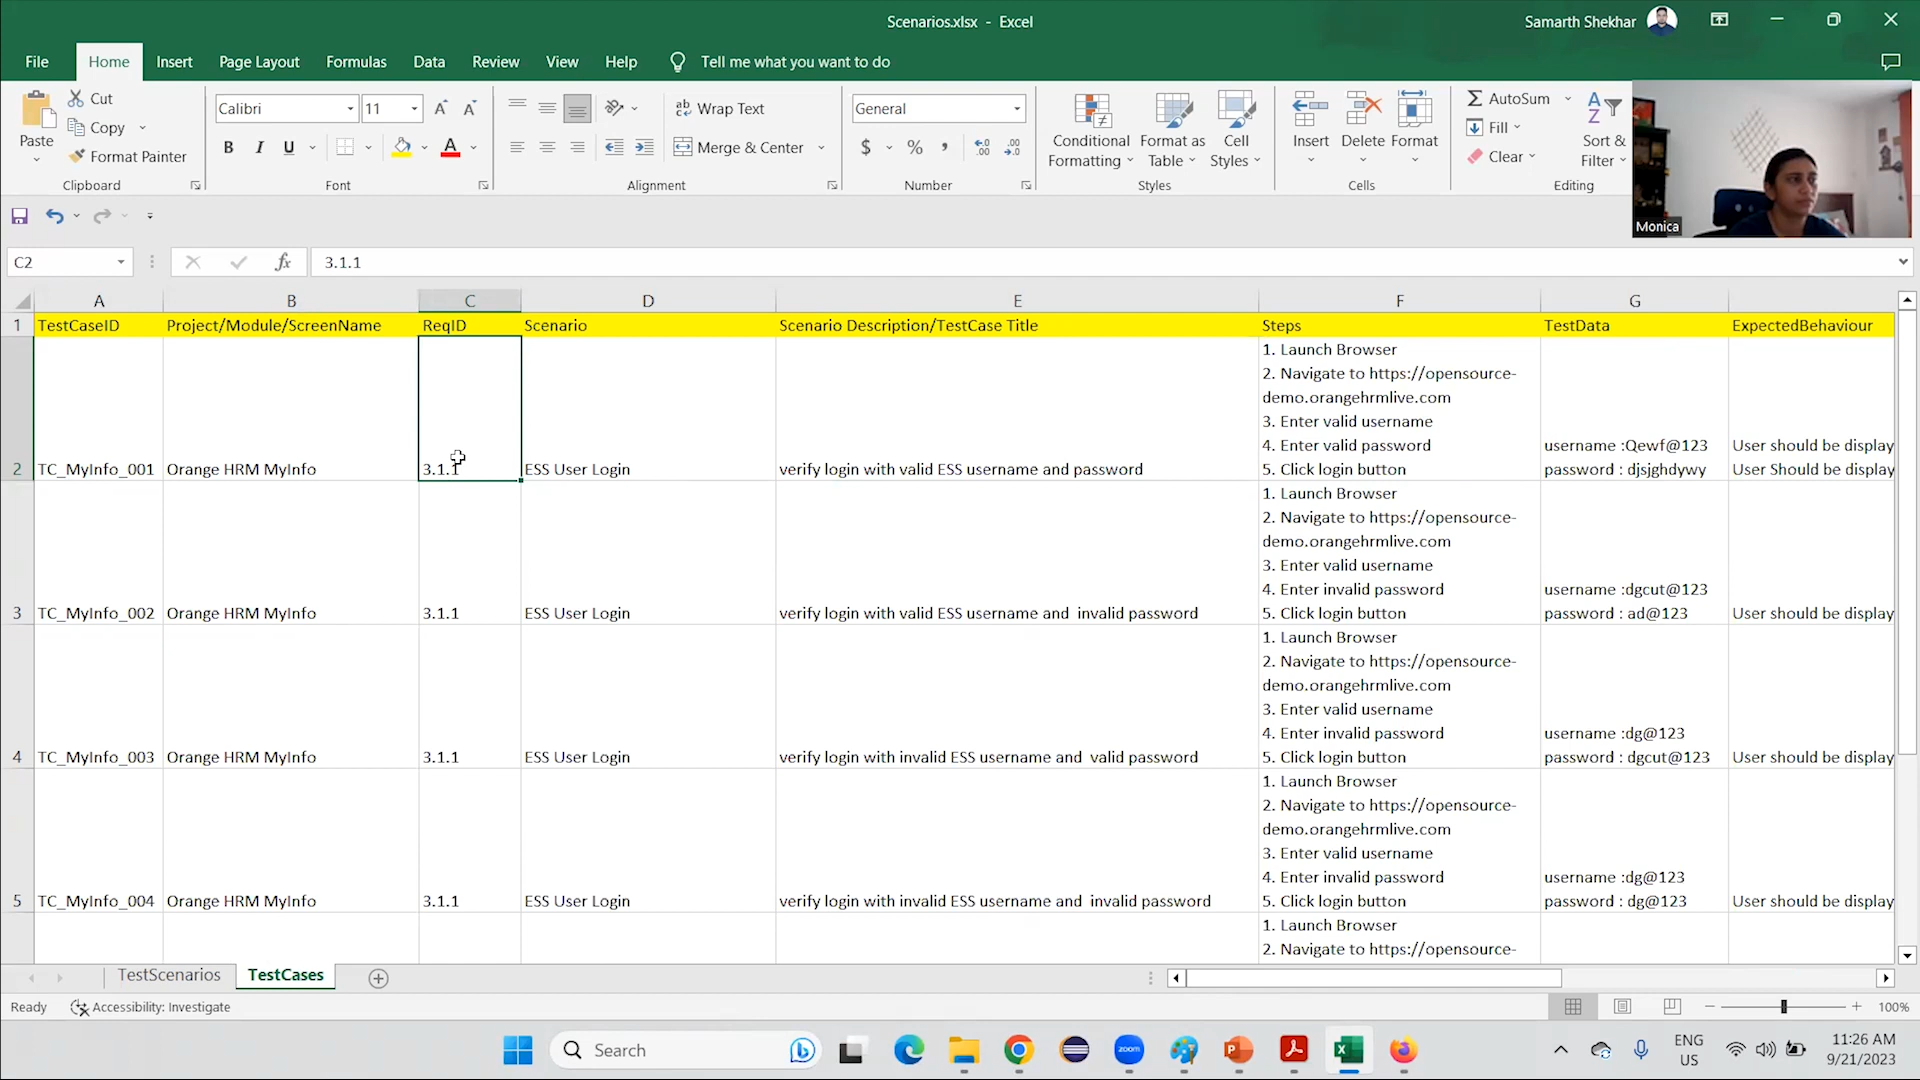 Scenarios.xlsx - Excel
Samarth Shekhar
File Home Insert Page Layout Formulas Data Review View Help Tell me what you want to do
Paste
Cut
Copy
Format Painter
Clipboard
Calibri 11
B I U
Font
Wrap Text
Merge & Center
Alignment
General
$ % ,
Number
Conditional Formatting
Format as Table
Cell Styles
Styles
Insert
Delete
Format
Cells
AutoSum
Fill
Clear
Sort & Filter
Editing
Monica
C2 fx 3.1.1
A B C D E F G
1 TestCaseID Project/Module/ScreenName ReqID Scenario Scenario Description/TestCase Title Steps TestData ExpectedBehaviour
1. Launch Browser
2. Navigate to https://opensource-
demo.orangehrmlive.com
3. Enter valid username
4. Enter valid password username :Qewf@123 User should be display
2 TC_MyInfo_001 Orange HRM MyInfo 3.1.1 ESS User Login verify login with valid ESS username and password 5. Click login button password : djsjghdywy User Should be display
1. Launch Browser
2. Navigate to https://opensource-
demo.orangehrmlive.com
3. Enter valid username
4. Enter invalid password username :dgcut@123
3 TC_MyInfo_002 Orange HRM MyInfo 3.1.1 ESS User Login verify login with valid ESS username and invalid password 5. Click login button password : ad@123 User should be display
1. Launch Browser
2. Navigate to https://opensource-
demo.orangehrmlive.com
3. Enter valid username
4. Enter invalid password username :dg@123
4 TC_MyInfo_003 Orange HRM MyInfo 3.1.1 ESS User Login verify login with invalid ESS username and valid password 5. Click login button password : dgcut@123 User should be display
1. Launch Browser
2. Navigate to https://opensource-
demo.orangehrmlive.com
3. Enter valid username
4. Enter invalid password username :dg@123
5 TC_MyInfo_004 Orange HRM MyInfo 3.1.1 ESS User Login verify login with invalid ESS username and invalid password 5. Click login button password : dg@123 User should be display
1. Launch Browser
2. Navigate to https://opensource-
TestScenarios TestCases
Ready Accessibility: Investigate 100%
Search
zoom
ENG
US
11:26 AM
9/21/2023